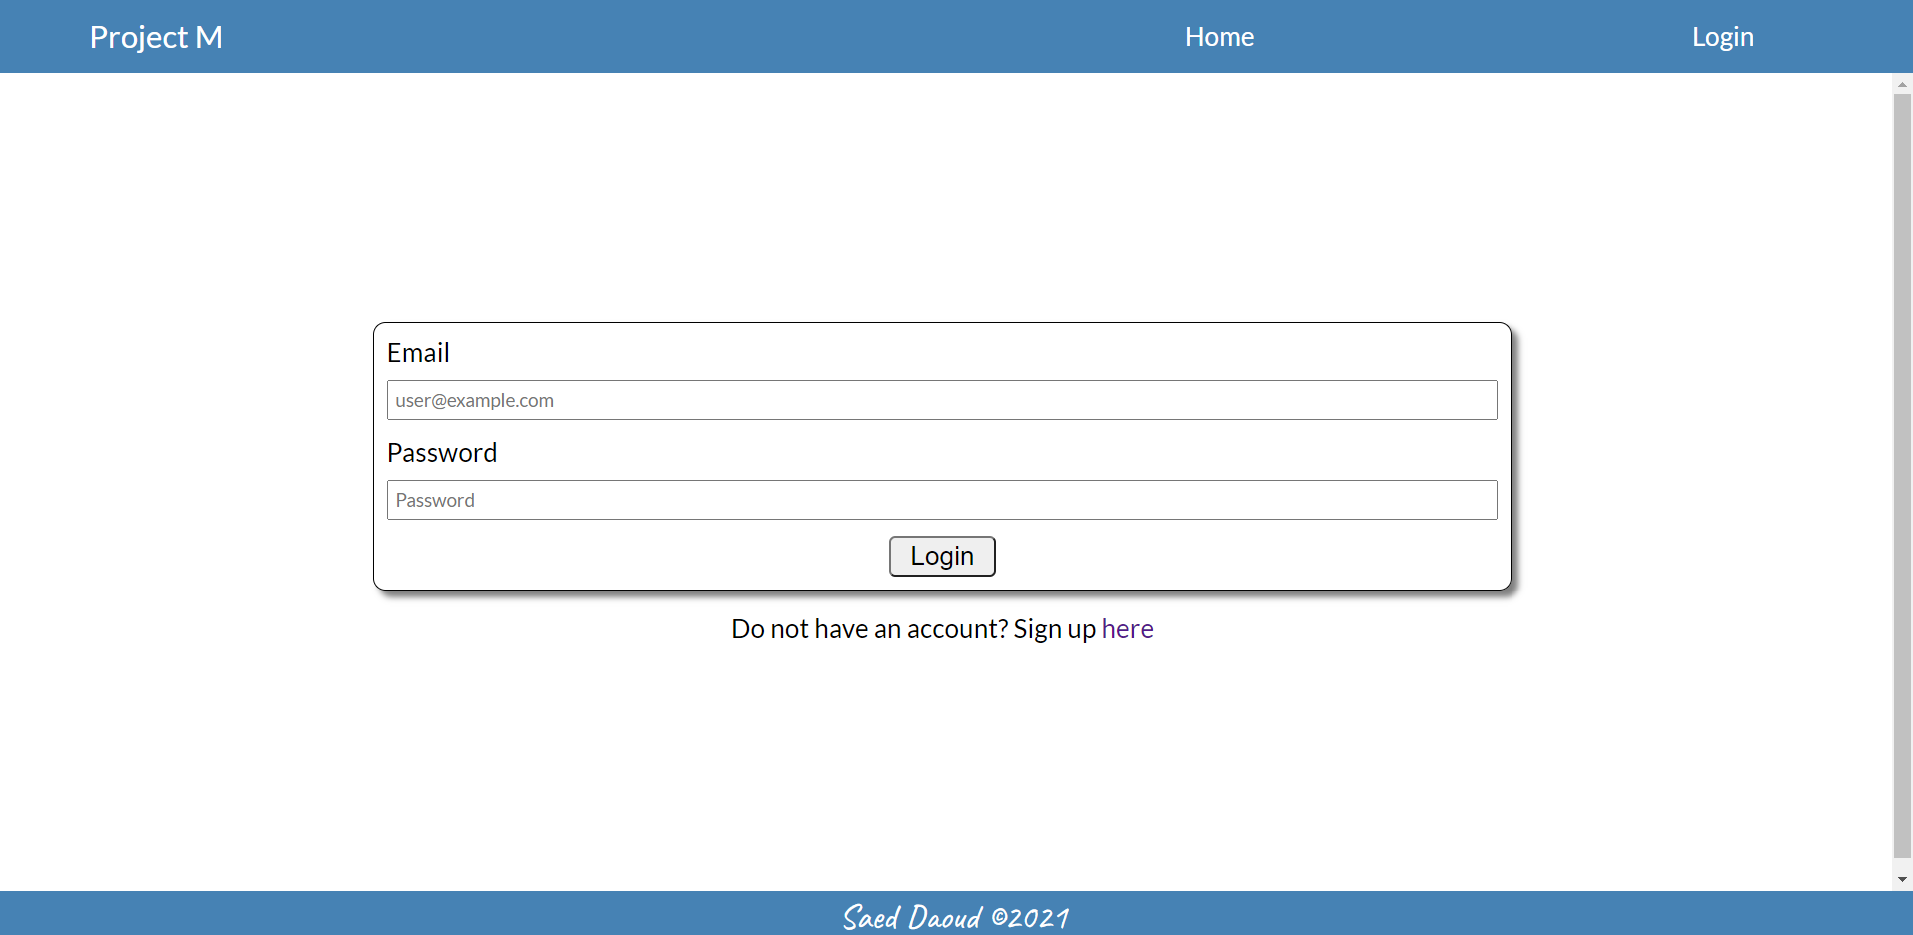 Project M Home Login
Email
user@example.com
Password
Password
Login
Do not have an account? Sign up here
Saed Daoud ©2021